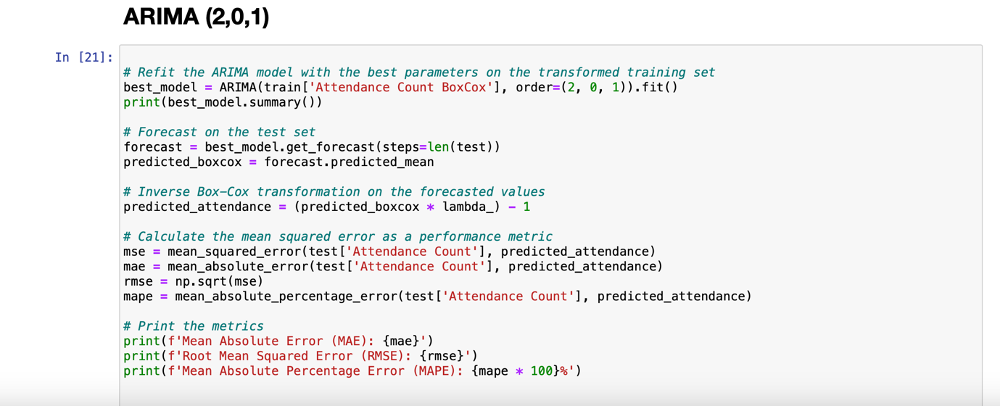 ARIMA (2,0,1)
In [21]:
# Refit the ARIMA model with the best parameters on the transformed training set
best_model = ARIMA(train['Attendance Count BoxCox'], order=(2, 0, 1)).fit()
print(best_model.summary())
# Forecast on the test set
forecast = best_model.get_forecast(steps=len(test))
predicted_boxcox = forecast.predicted_mean
# Inverse Box-Cox transformation on the forecasted values
predicted_attendance = (predicted_boxcox * lambda_) - 1
# Calculate the mean squared error as a performance metric
mse = mean_squared_error(test['Attendance Count'], predicted_attendance)
mae = mean_absolute_error(test['Attendance Count'], predicted_attendance)
rmse = np.sqrt(mse)
mape = mean_absolute_percentage_error(test['Attendance Count'], predicted_attendance)
# Print the metrics
print(f'Mean Absolute Error (MAE): {mae}')
print(f'Root Mean Squared Error (RMSE): {rmse}')
print(f'Mean Absolute Percentage Error (MAPE): {mape * 100}%')